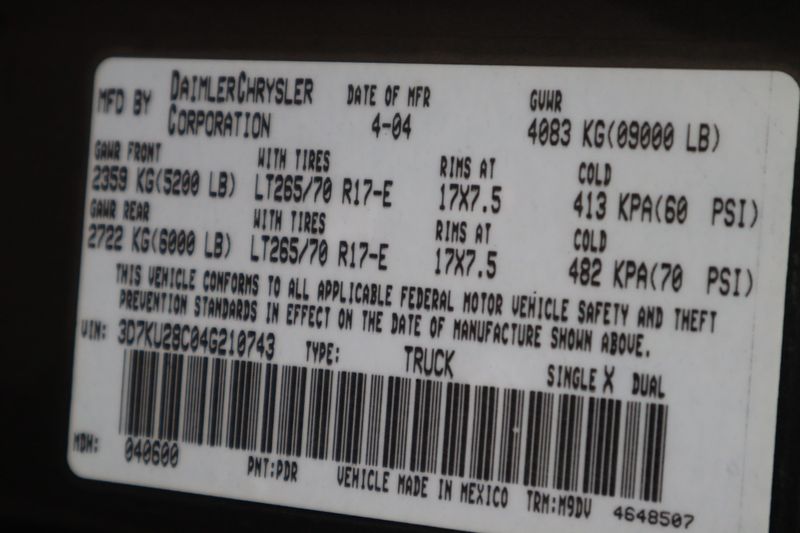 MFD BY DAIMLERCHRYSLER CORPORATION DATE OF MFR 4-04 GVWR 4083 KG(09000 LB)
GAWR FRONT WITH TIRES RIMS AT COLD
2359 KG(5200 LB) LT265/70 R17-E 17X7.5 413 KPA(60 PSI)
GAWR REAR WITH TIRES RIMS AT COLD
2722 KG(6000 LB) LT265/70 R17-E 17X7.5 482 KPA(70 PSI)
THIS VEHICLE CONFORMS TO ALL APPLICABLE FEDERAL MOTOR VEHICLE SAFETY AND THEFT
PREVENTION STANDARDS IN EFFECT ON THE DATE OF MANUFACTURE SHOWN ABOVE.
VIN: 3D7KU28C04G210743 TYPE: TRUCK SINGLE X DUAL
MDH: 040600 PNT:PDR VEHICLE MADE IN MEXICO TRM:M9DV 4648507